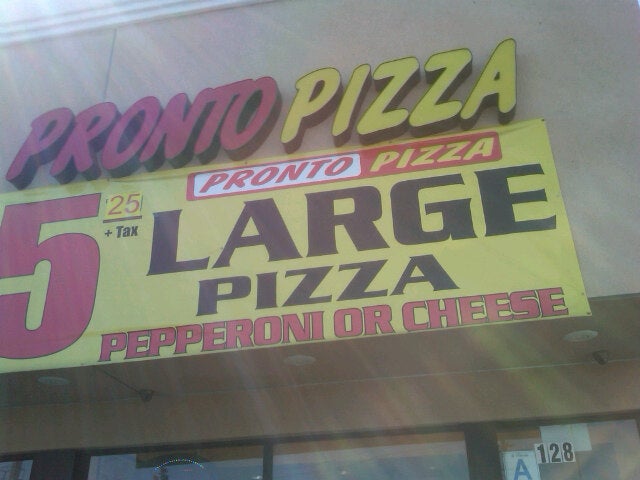 PRONTO PIZZA
PRONTO PIZZA
5 25
+ Tax
LARGE
PIZZA
PEPPERONI OR CHEESE
128
A